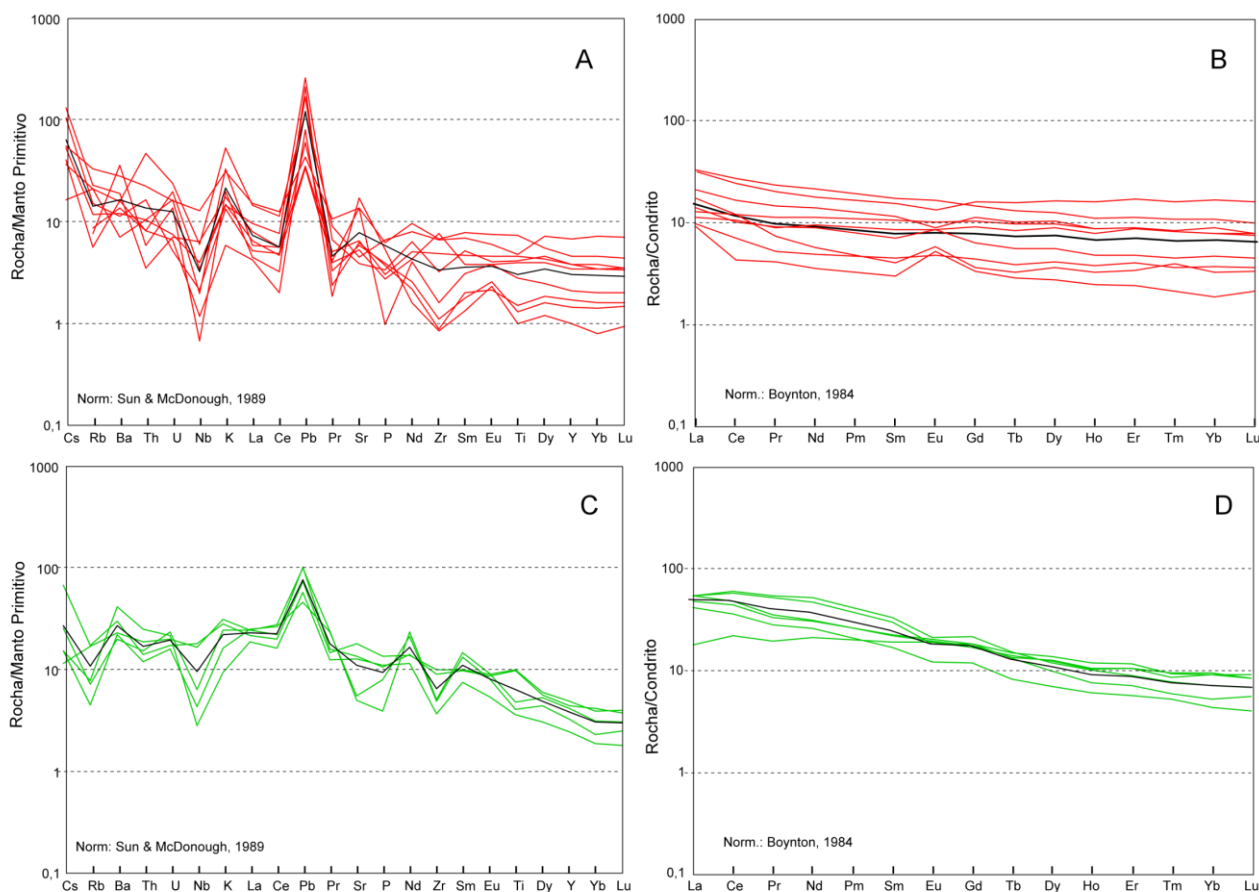 A
1000
100
10
1
0,1
Rocha/Manto Primitivo
Norm: Sun & McDonough, 1989
Cs Rb Ba Th U Nb K La Ce Pb Pr Sr P Nd Zr Sm Eu Ti Dy Y Yb Lu
B
1000
100
10
1
0,1
Rocha/Condrito
Norm.: Boynton, 1984
La Ce Pr Nd Pm Sm Eu Gd Tb Dy Ho Er Tm Yb Lu
C
1000
100
10
1
0,1
Rocha/Manto Primitivo
Norm: Sun & McDonough, 1989
Cs Rb Ba Th U Nb K La Ce Pb Pr Sr P Nd Zr Sm Eu Ti Dy Y Yb Lu
D
1000
100
10
1
0,1
Rocha/Condrito
Norm.: Boynton, 1984
La Ce Pr Nd Pm Sm Eu Gd Tb Dy Ho Er Tm Yb Lu